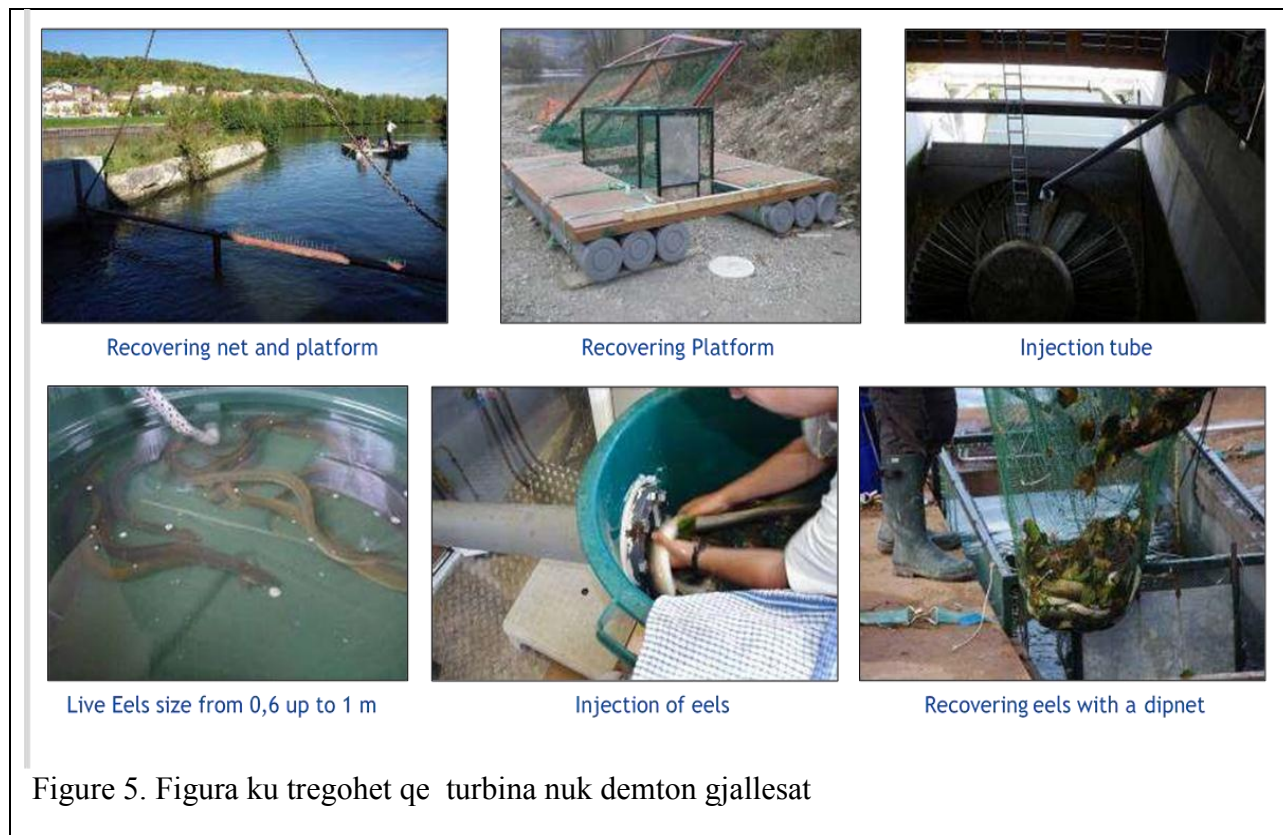 Recovering net and platform
Recovering Platform
Injection tube
Live Eels size from 0,6 up to 1 m
Injection of eels
Recovering eels with a dipnet
Figure 5. Figura ku tregohet qe turbina nuk demton gjallesat